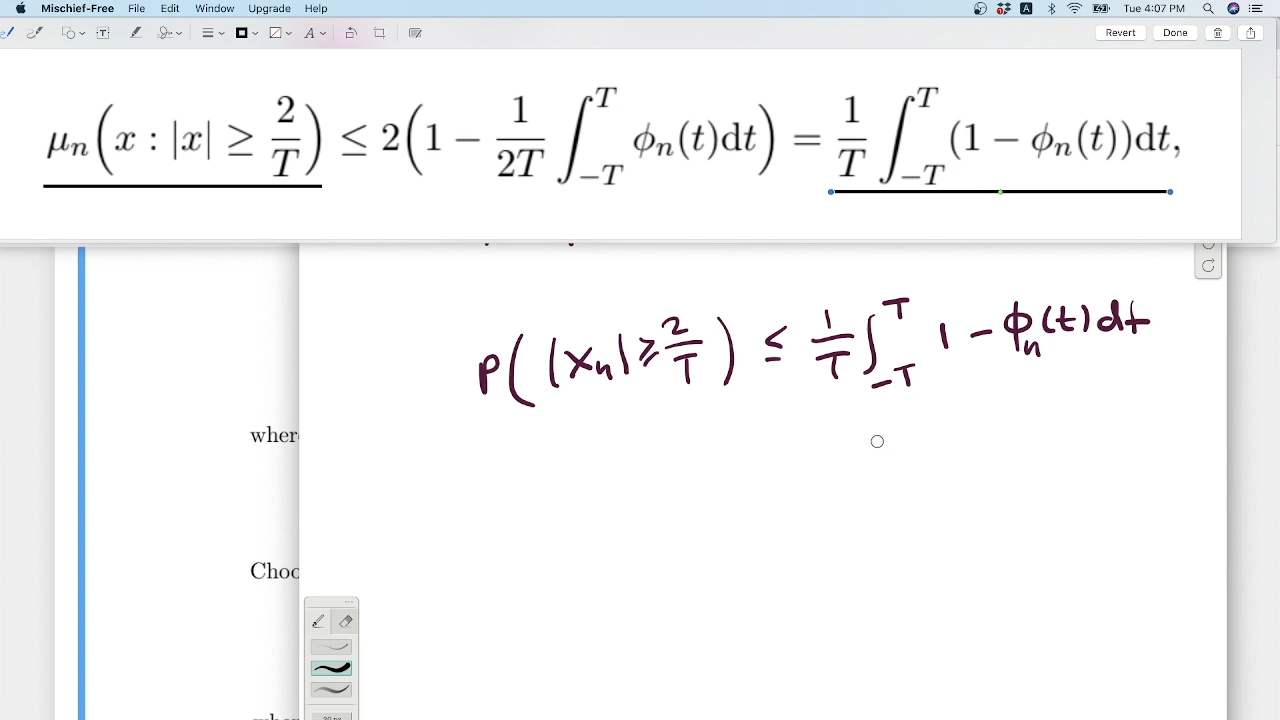 Mischief-Free File Edit Window Upgrade Help Tue 4:07 PM
A Revert Done
μₙ(x : |x| ≥ 2/T) ≤ 2(1 − 1/2T ∫_{−T}^{T} ϕₙ(t)dt) = 1/T ∫_{−T}^{T} (1 − ϕₙ(t))dt,
P(|Xₙ| ≥ 2/T) ≤ 1/T ∫_{−T}^{T} 1 − ϕₙ(t)dt
where
Choo